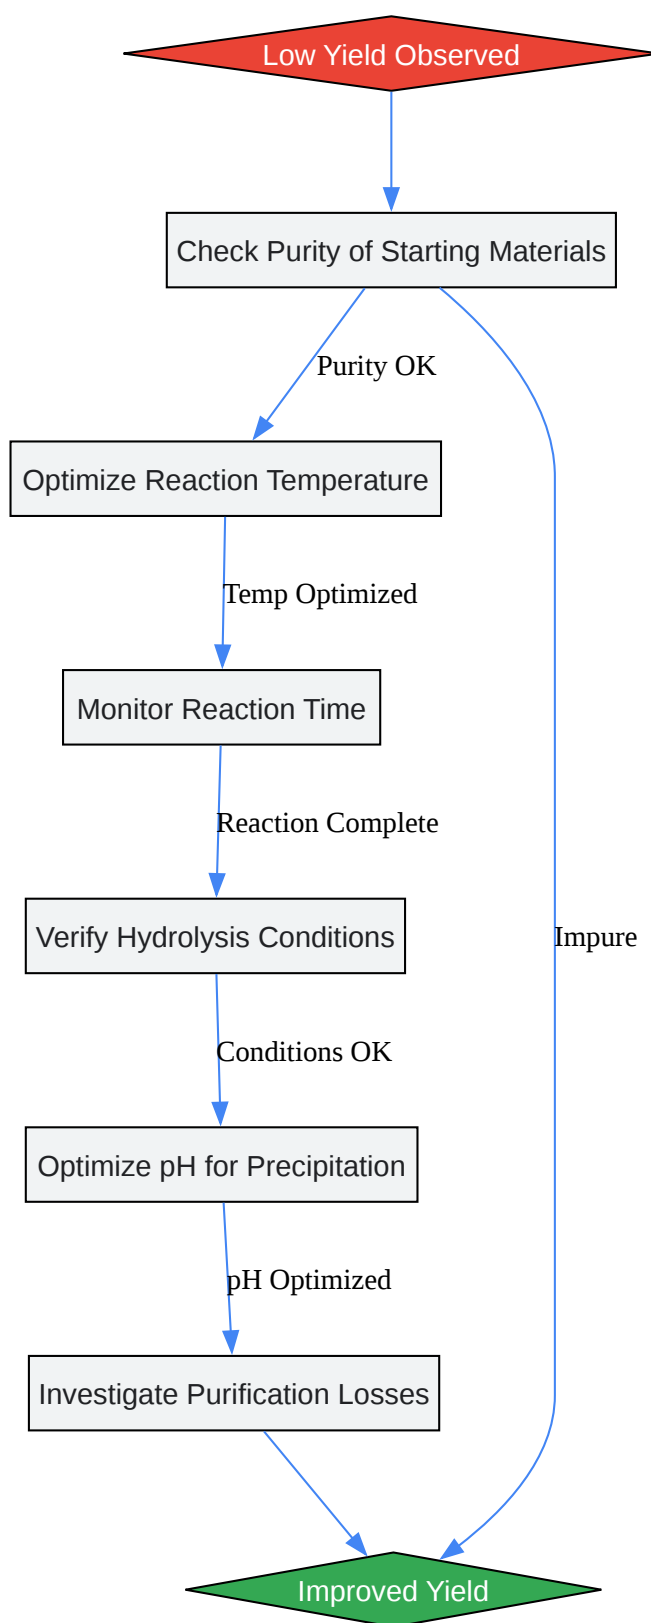 Low Yield Observed
Check Purity of Starting Materials
Purity OK
Optimize Reaction Temperature
Temp Optimized
Monitor Reaction Time
Reaction Complete
Verify Hydrolysis Conditions
Impure
Conditions OK
Optimize pH for Precipitation
pH Optimized
Investigate Purification Losses
Improved Yield